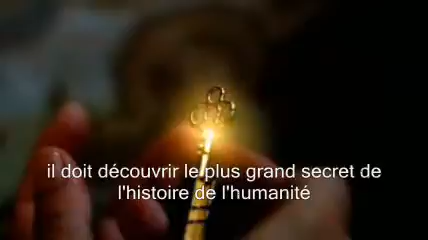 il doit découvrir le plus grand secret de
l'histoire de l'humanité